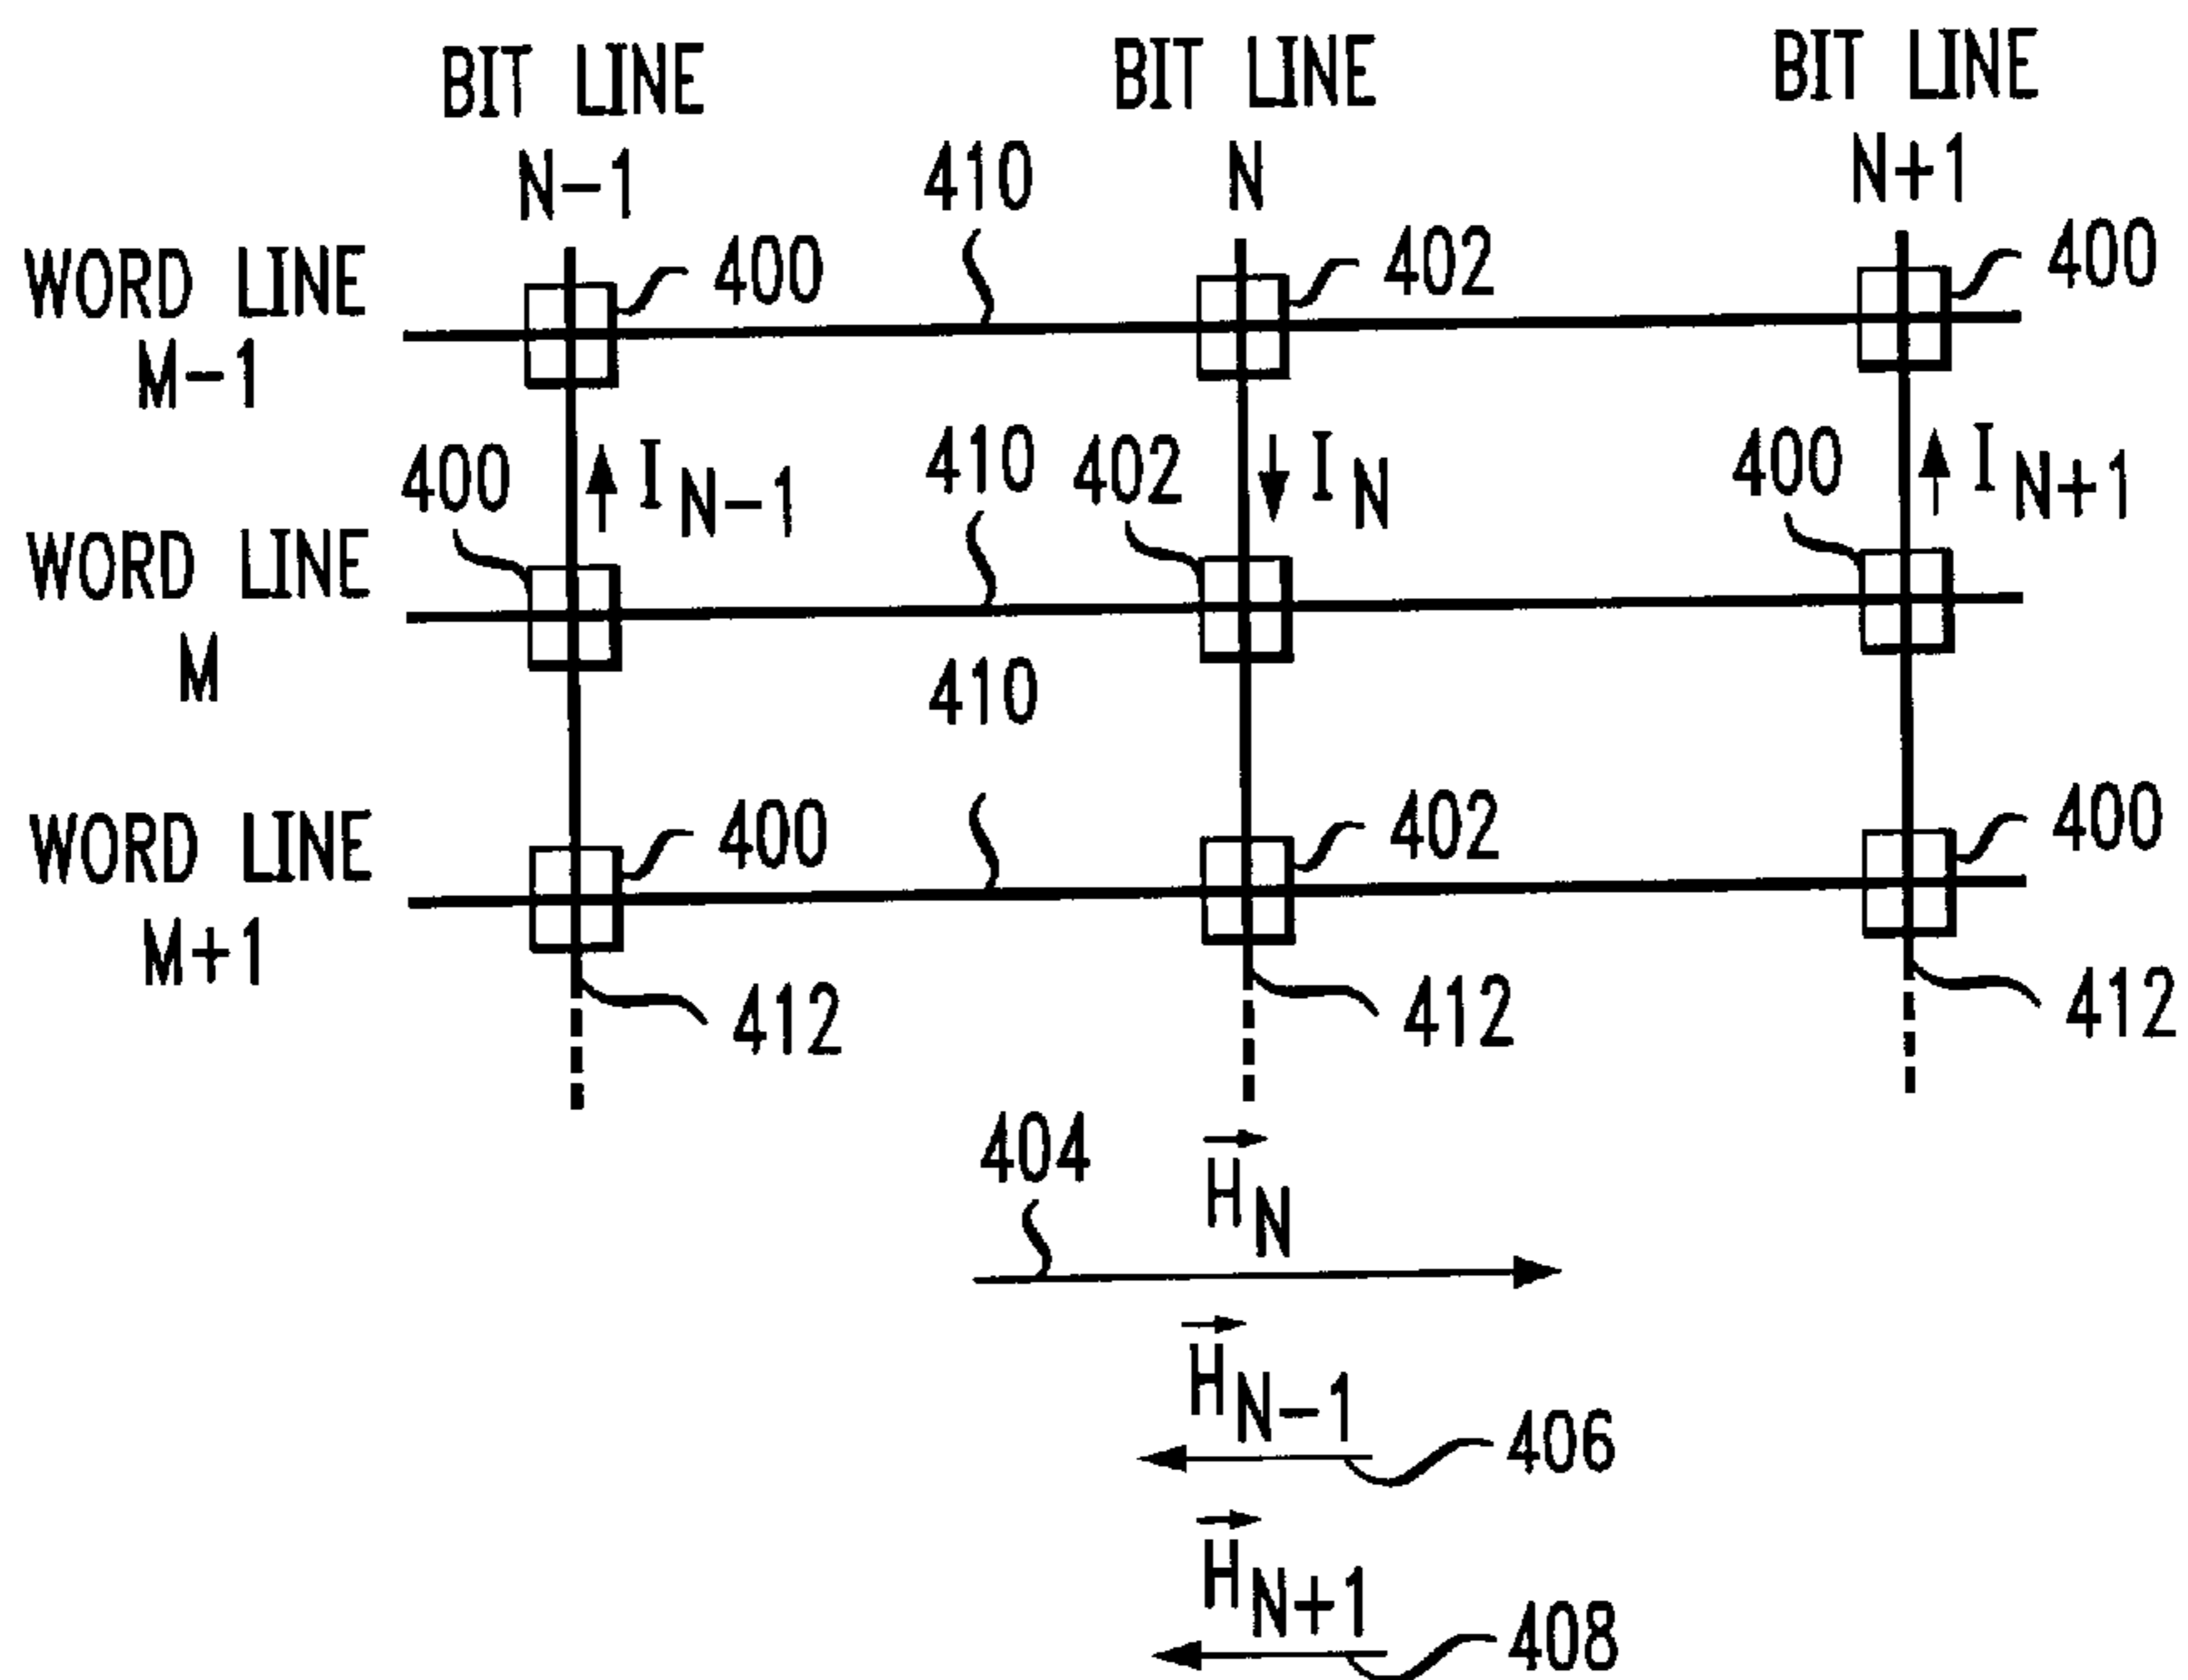 BIT LINE
N-1
BIT LINE
N
BIT LINE
N+1
410
WORD LINE
M-1
400
402
400
400
I N-1
410
402
I N
400
I N+1
WORD LINE
M
410
WORD LINE
M+1
400
402
400
412
412
412
404
H N
H N-1
406
H N+1
408